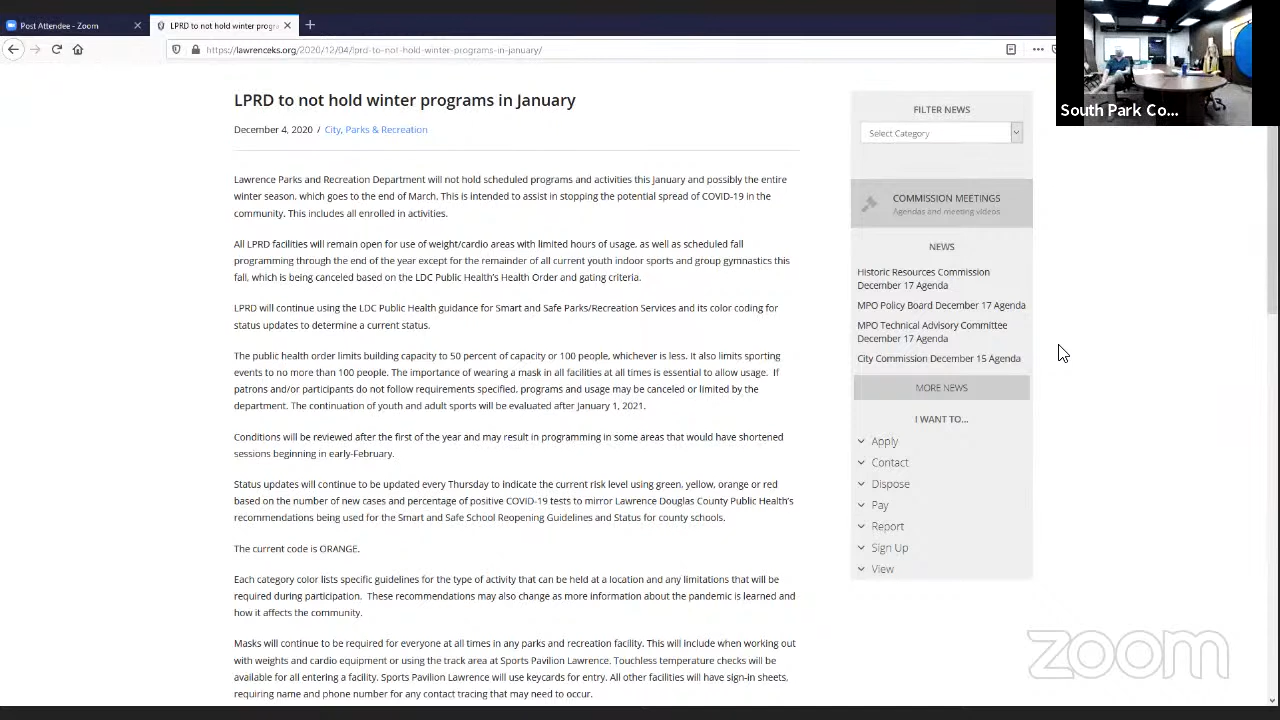 Post Attendee - Zoom
LPRD to not hold winter progra
https://lawrenceks.org/2020/12/04/lprd-to-not-hold-winter-programs-in-january/
South Park Co...
LPRD to not hold winter programs in January
December 4, 2020 / City, Parks & Recreation
Lawrence Parks and Recreation Department will not hold scheduled programs and activities this January and possibly the entire
winter season, which goes to the end of March. This is intended to assist in stopping the potential spread of COVID-19 in the
community. This includes all enrolled in activities.
All LPRD facilities will remain open for use of weight/cardio areas with limited hours of usage, as well as scheduled fall
programming through the end of the year except for the remainder of all current youth indoor sports and group gymnastics this
fall, which is being canceled based on the LDC Public Health's Health Order and gating criteria.
LPRD will continue using the LDC Public Health guidance for Smart and Safe Parks/Recreation Services and its color coding for
status updates to determine a current status.
The public health order limits building capacity to 50 percent of capacity or 100 people, whichever is less. It also limits sporting
events to no more than 100 people. The importance of wearing a mask in all facilities at all times is essential to allow usage. If
patrons and/or participants do not follow requirements specified, programs and usage may be canceled or limited by the
department. The continuation of youth and adult sports will be evaluated after January 1, 2021.
Conditions will be reviewed after the first of the year and may result in programming in some areas that would have shortened
sessions beginning in early-February.
Status updates will continue to be updated every Thursday to indicate the current risk level using green, yellow, orange or red
based on the number of new cases and percentage of positive COVID-19 tests to mirror Lawrence Douglas County Public Health's
recommendations being used for the Smart and Safe School Reopening Guidelines and Status for county schools.
The current code is ORANGE.
Each category color lists specific guidelines for the type of activity that can be held at a location and any limitations that will be
required during participation. These recommendations may also change as more information about the pandemic is learned and
how it affects the community.
Masks will continue to be required for everyone at all times in any parks and recreation facility. This will include when working out
with weights and cardio equipment or using the track area at Sports Pavilion Lawrence. Touchless temperature checks will be
available for all entering a facility. Sports Pavilion Lawrence will use keycards for entry. All other facilities will have sign-in sheets,
requiring name and phone number for any contact tracing that may need to occur.
FILTER NEWS
Select Category
COMMISSION MEETINGS
Agendas and meeting videos
NEWS
Historic Resources Commission
December 17 Agenda
MPO Policy Board December 17 Agenda
MPO Technical Advisory Committee
December 17 Agenda
City Commission December 15 Agenda
MORE NEWS
I WANT TO...
Apply
Contact
Dispose
Pay
Report
Sign Up
View
zoom